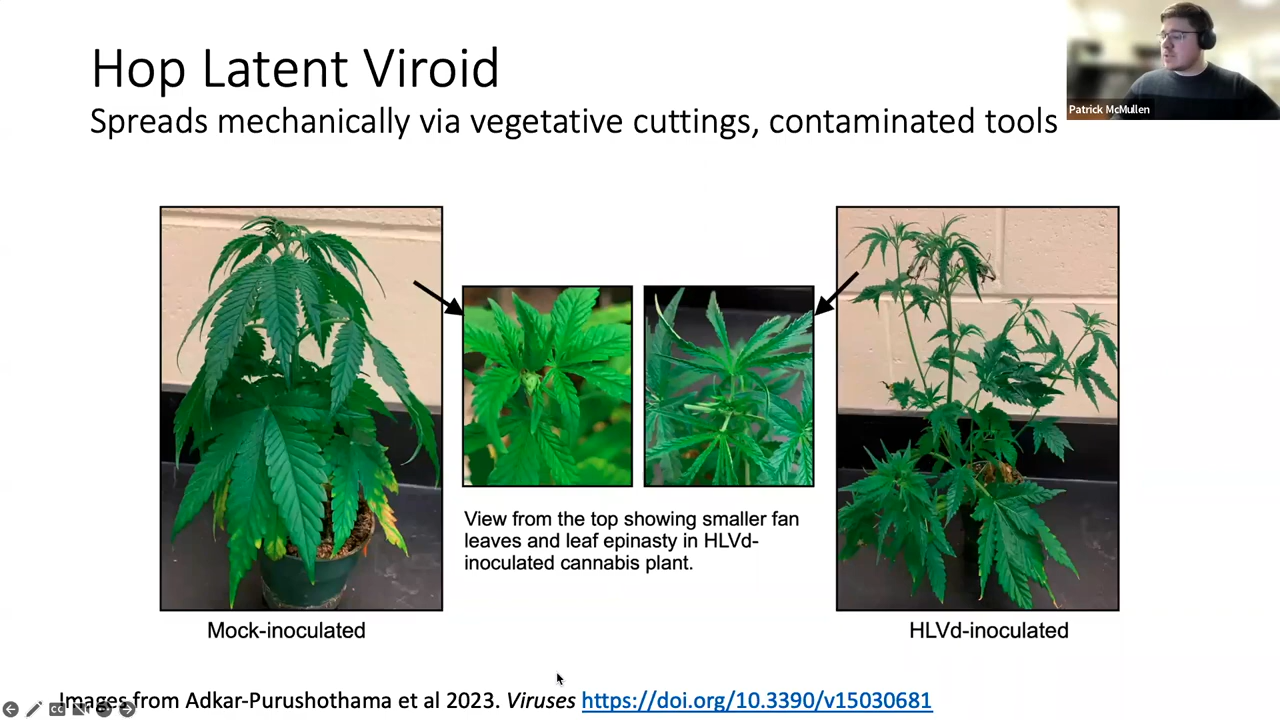 Hop Latent Viroid
Spreads mechanically via vegetative cuttings, contaminated tools
Patrick McMullen
View from the top showing smaller fan
leaves and leaf epinasty in HLVd-
inoculated cannabis plant.
Mock-inoculated
HLVd-inoculated
Images from Adkar-Purushothama et al 2023. Viruses https://doi.org/10.3390/v15030681
CC